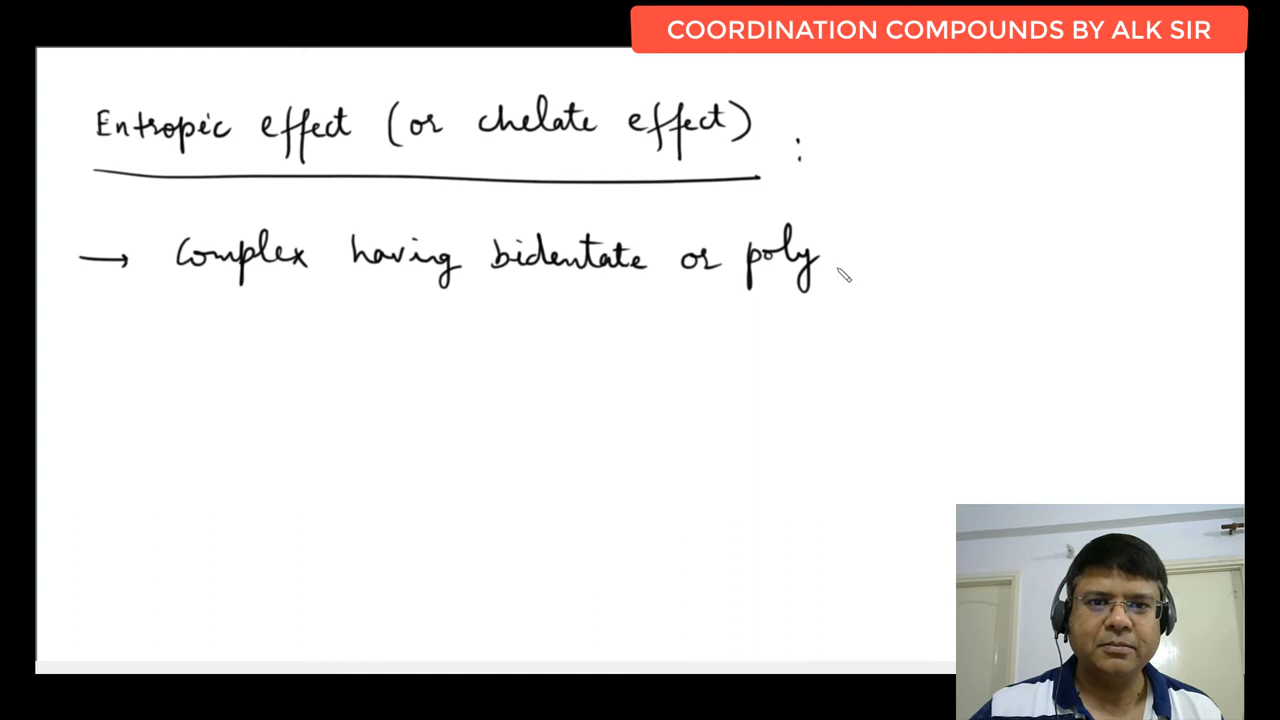 COORDINATION COMPOUNDS BY ALK SIR
Entropic effect (or chelate effect) :
→ Complex having bidentate or poly